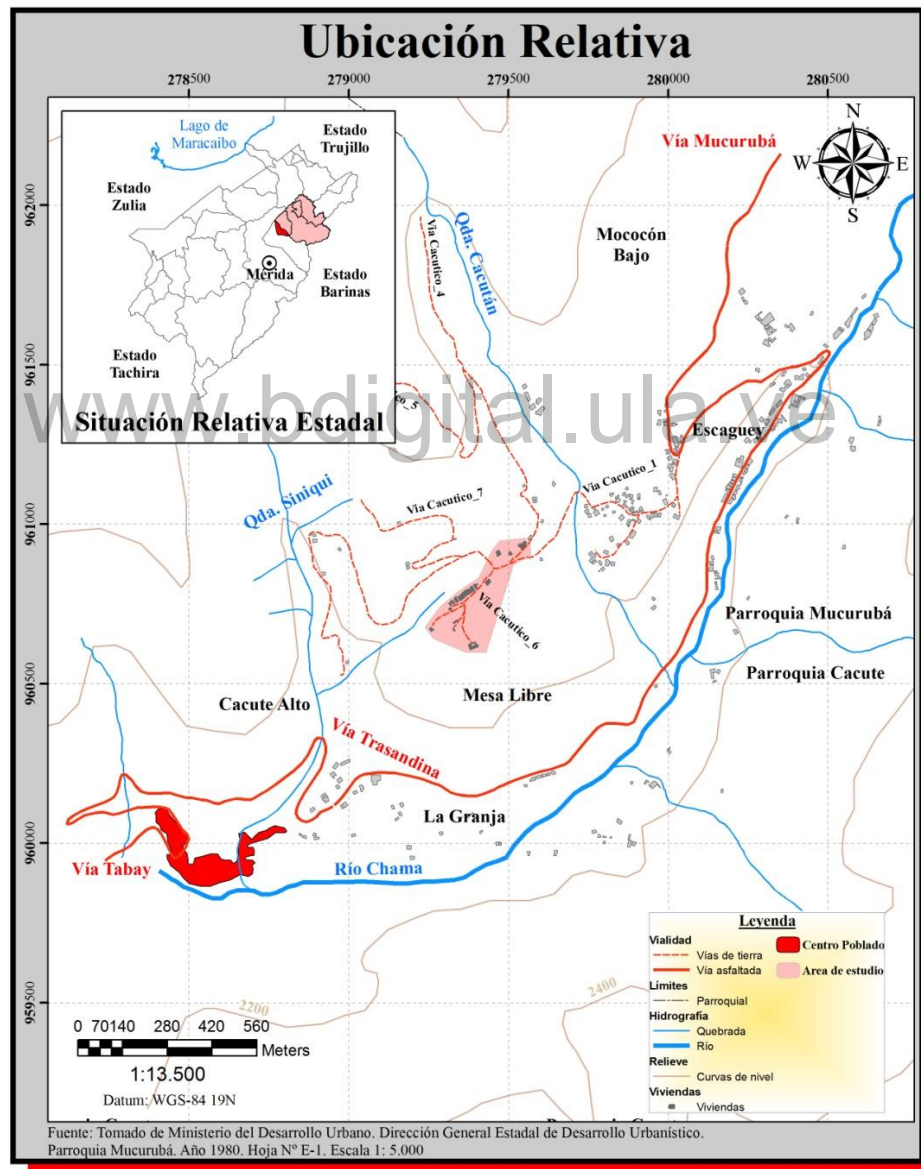 Ubicación Relativa
278500 279000 279500 280000 280500
962000
961500
961000
960500
960000
959500
Lago de
Maracaibo
Estado
Trujillo
Estado
Zulia
Mérida
Estado
Barinas
Estado
Tachira
Situación Relativa Estadal
www.bdigital.ula.ve
N
W E
S
Vía Mucurubá
Mococón
Bajo
Qda. Cacután
Vía Cacutico_4
Escaguey
Vía Cacutico_1
Vía Cacutico_7
Qda. Siniqui
Vía Cacutico_6
Parroquia Mucurubá
Parroquia Cacute
Mesa Libre
Cacute Alto
Vía Trasandina
La Granja
Vía Tabay
Río Chama
2200
2400
0 70140 280 420 560
Meters
1:13.500
Datum: WGS-84 19N
Leyenda
Vialidad
Vías de tierra
Vía asfaltada
Límites
Parroquial
Hidrografía
Quebrada
Río
Relieve
Curvas de nivel
Viviendas
Viviendas
Centro Poblado
Area de estudio
Fuente: Tomado de Ministerio del Desarrollo Urbano. Dirección General Estadal de Desarrollo Urbanístico.
Parroquia Mucurubá. Año 1980. Hoja Nº E-1. Escala 1: 5.000